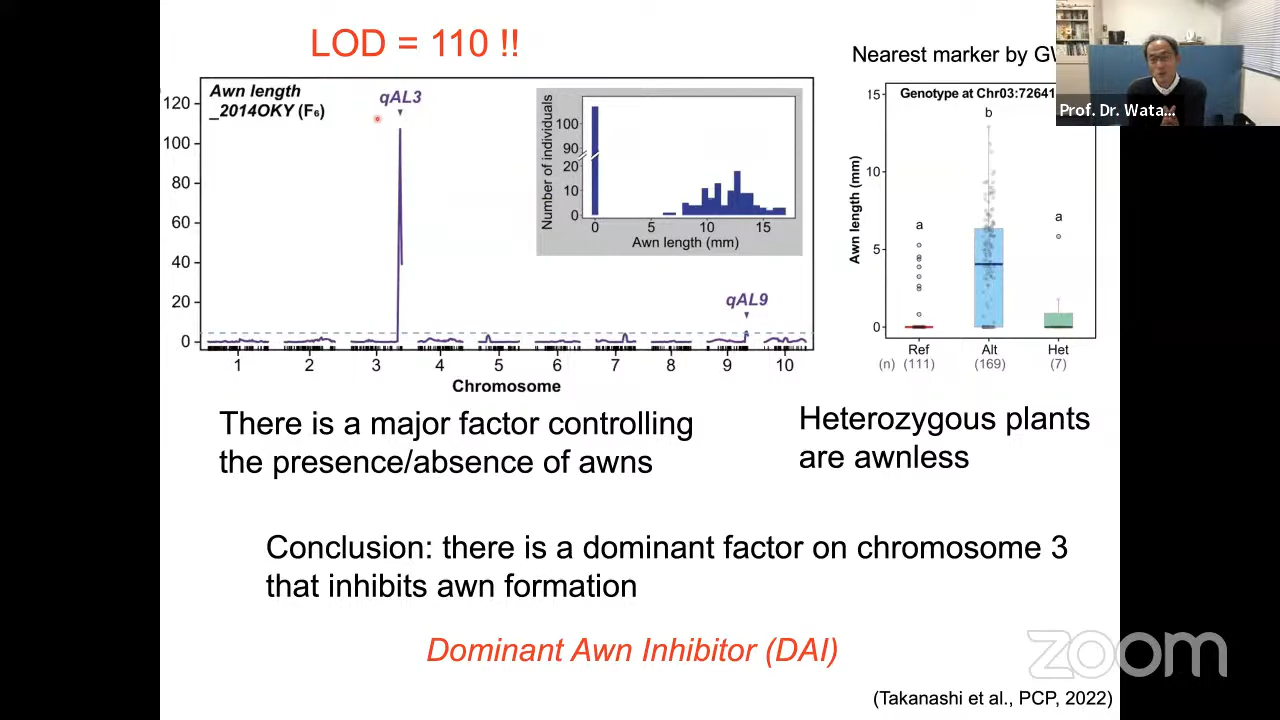 LOD = 110 !!
Awn length
_2014OKY (F6)
qAL3
qAL9
120
100
80
60
40
20
0
1 2 3 4 5 6 7 8 9 10
Chromosome
Number of individuals
100
90
20
10
0
0 5 10 15
Awn length (mm)
Nearest marker by
Genotype at Chr03:72641
Awn length (mm)
15
10
5
0
a
b
a
Ref Alt Het
(n) (111) (169) (7)
Prof. Dr. Wata...
There is a major factor controlling
the presence/absence of awns
Heterozygous plants
are awnless
Conclusion: there is a dominant factor on chromosome 3
that inhibits awn formation
Dominant Awn Inhibitor (DAI)
zoom
(Takanashi et al., PCP, 2022)